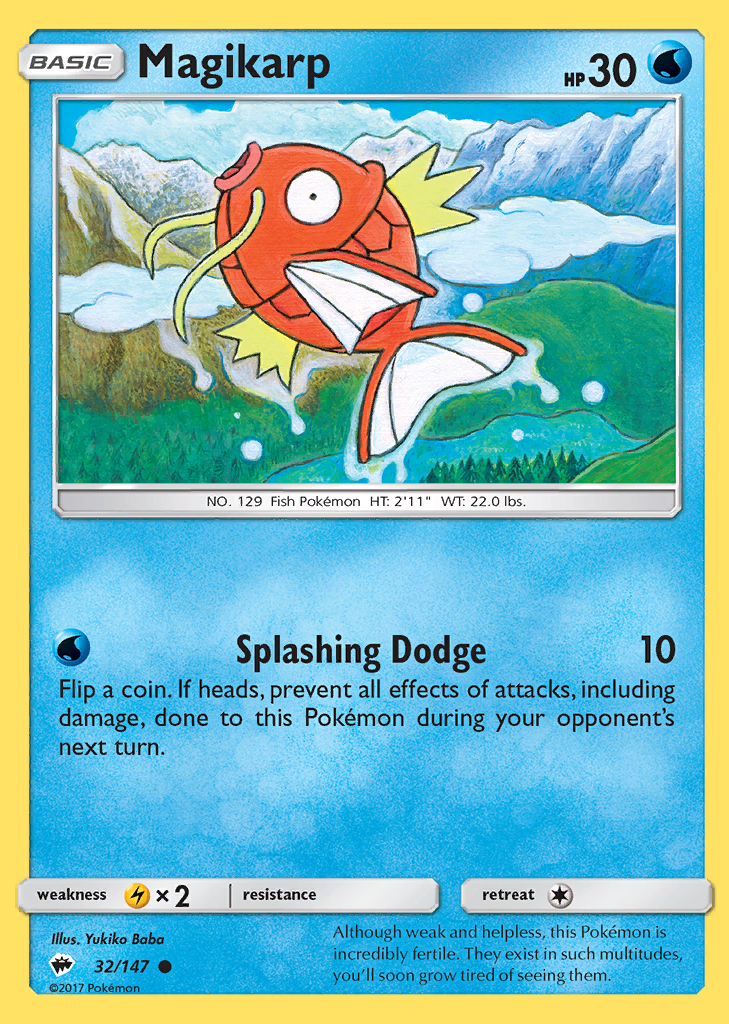 BASIC Magikarp HP30
NO. 129 Fish Pokémon HT: 2'11" WT: 22.0 lbs.
Splashing Dodge 10
Flip a coin. If heads, prevent all effects of attacks, including
damage, done to this Pokémon during your opponent's
next turn.
weakness ×2 resistance retreat
Illus. Yukiko Baba
32/147
©2017 Pokémon
Although weak and helpless, this Pokémon is
incredibly fertile. They exist in such multitudes,
you'll soon grow tired of seeing them.